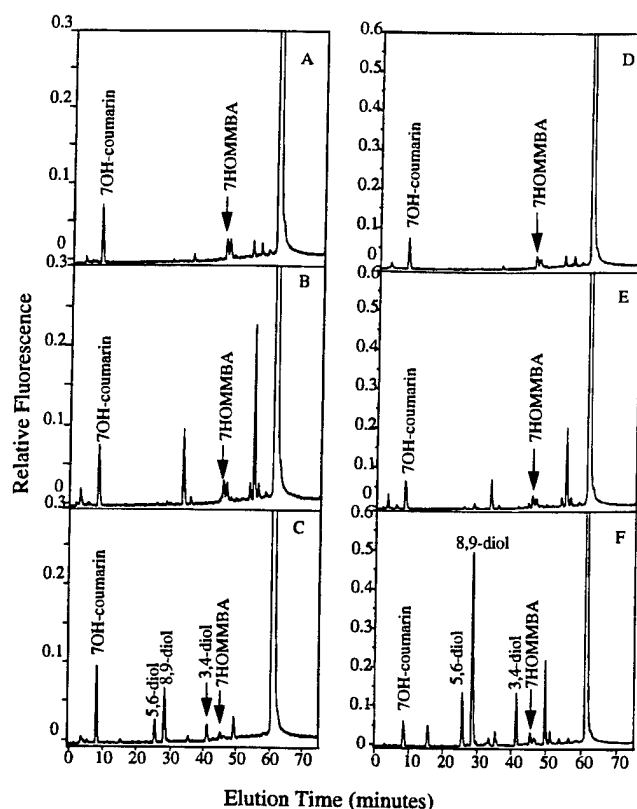 Relative Fluorescence
0.3
0.2
0.1
0
A
7OH-coumarin
7HOMMBA
0.3
0.2
0.1
0
B
7OH-coumarin
7HOMMBA
0.2
0.1
0
C
7OH-coumarin
5,6-diol
8,9-diol
3,4-diol
7HOMMBA
0 10 20 30 40 50 60 70
0.6
0.5
0.4
0.3
0.2
0.1
0
D
7OH-coumarin
7HOMMBA
0.6
0.5
0.4
0.3
0.2
0.1
0
E
7OH-coumarin
7HOMMBA
0.6
0.5
0.4
0.3
0.2
0.1
0
F
7OH-coumarin
5,6-diol
8,9-diol
3,4-diol
7HOMMBA
0 10 20 30 40 50 60 70
Elution Time (minutes)